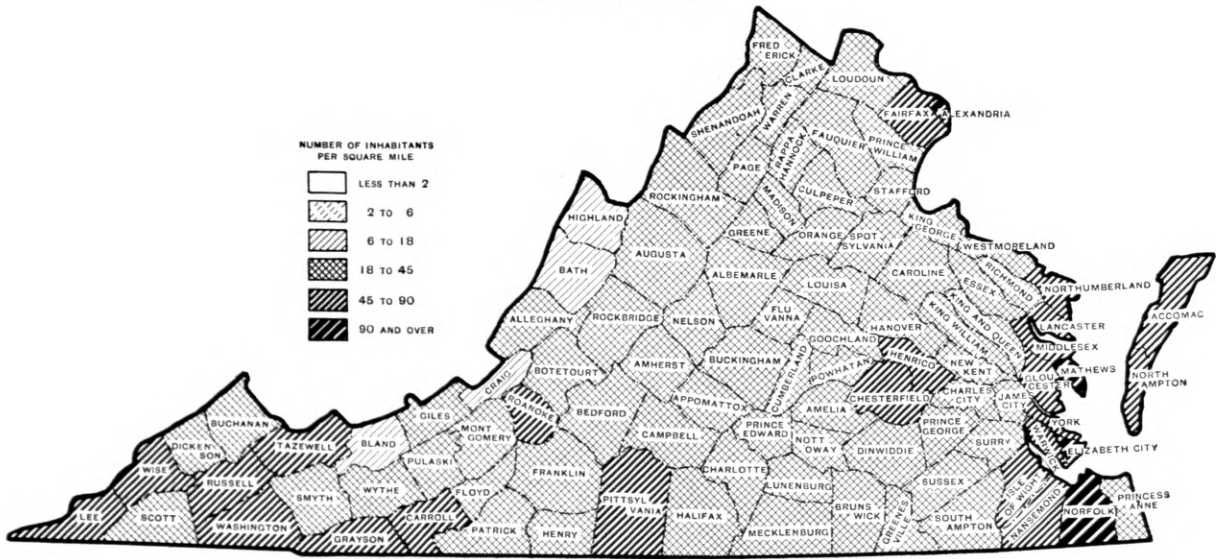 NUMBER OF INHABITANTS
PER SQUARE MILE
LESS THAN 2
2 TO 6
6 TO 18
18 TO 45
45 TO 90
90 AND OVER
FRED
ERICK
CLARKE
LOUDOUN
FAIRFAX
ALEXANDRIA
SHENANDOAH
WARREN
FAUQUIER
PRINCE
WILLIAM
PAGE
RAPPA
HANNOCK
ROCKINGHAM
MADISON
CULPEPER
STAFFORD
HIGHLAND
GREENE
ORANGE
SPOT
SYLVANIA
KING
GEORGE
WESTMORELAND
AUGUSTA
BATH
ALBEMARLE
LOUISA
CAROLINE
ESSEX
RICHMOND
NORTHUMBERLAND
ACCOMAC
ALLEGHANY
ROCKBRIDGE
NELSON
FLU
VANNA
HANOVER
KING WILLIAM
KING AND QUEEN
LANCASTER
MIDDLESEX
GOOCHLAND
BOTETOURT
AMHERST
BUCKINGHAM
CUMBERLAND
POWHATAN
HENRICO
NEW
KENT
GLOU
CESTER
MATHEWS
NORTH
AMPTON
CRAIG
ROANOKE
BEDFORD
APPOMATTOX
AMELIA
CHESTERFIELD
CHARLES
CITY
JAMES
CITY
YORK
WARWICK
ELIZABETH CITY
BUCHANAN
GILES
MONT
GOMERY
CAMPBELL
PRINCE
EDWARD
NOTT
OWAY
DINWIDDIE
PRINCE
GEORGE
SURRY
DICKEN
SON
TAZEWELL
BLAND
PULASKI
WISE
RUSSELL
SMYTH
WYTHE
FLOYD
FRANKLIN
PITTSYL
VANIA
CHARLOTTE
LUNENBURG
SUSSEX
ISLE
OF WIGHT
LEE
SCOTT
WASHINGTON
GRAYSON
CARROLL
PATRICK
HENRY
HALIFAX
MECKLENBURG
BRUNS
WICK
GREENES
VILLE
SOUTH
AMPTON
NANSEMOND
NORFOLK
PRINCESS
ANNE